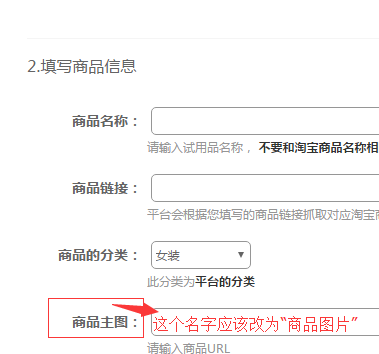 2.填写商品信息
商品名称：
请输入试用品名称， 不要和淘宝商品名称相
商品链接：
平台会根据您填写的商品链接抓取对应淘宝商
商品的分类： 女装
此分类为平台的分类
商品主图： 这个名字应该改为“商品图片”
请输入商品URL